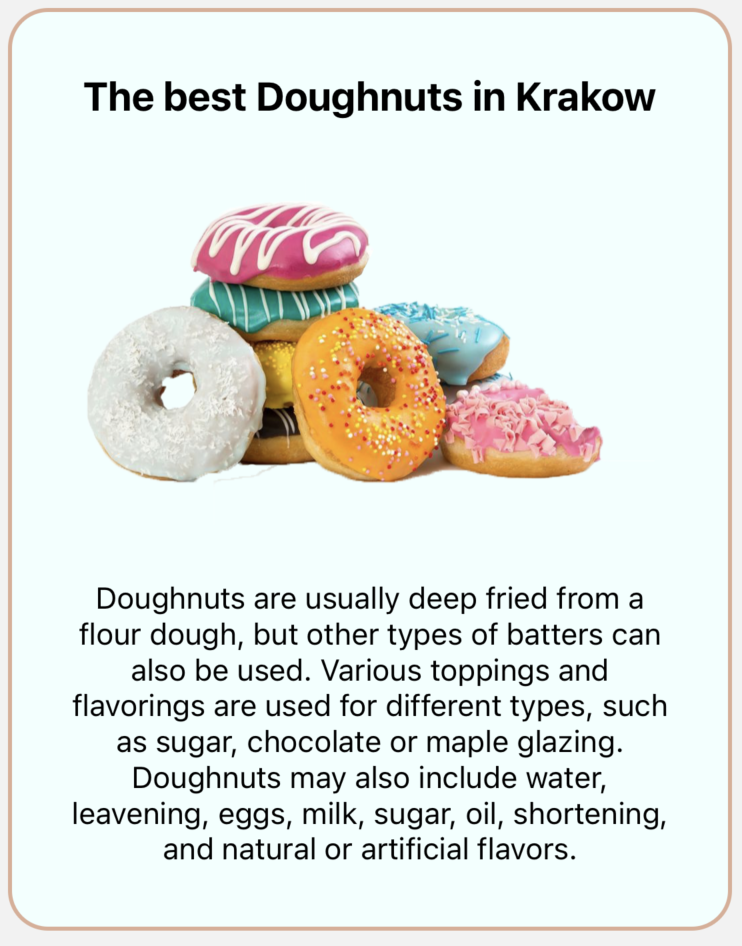 The best Doughnuts in Krakow
Doughnuts are usually deep fried from a
flour dough, but other types of batters can
also be used. Various toppings and
flavorings are used for different types, such
as sugar, chocolate or maple glazing.
Doughnuts may also include water,
leavening, eggs, milk, sugar, oil, shortening,
and natural or artificial flavors.